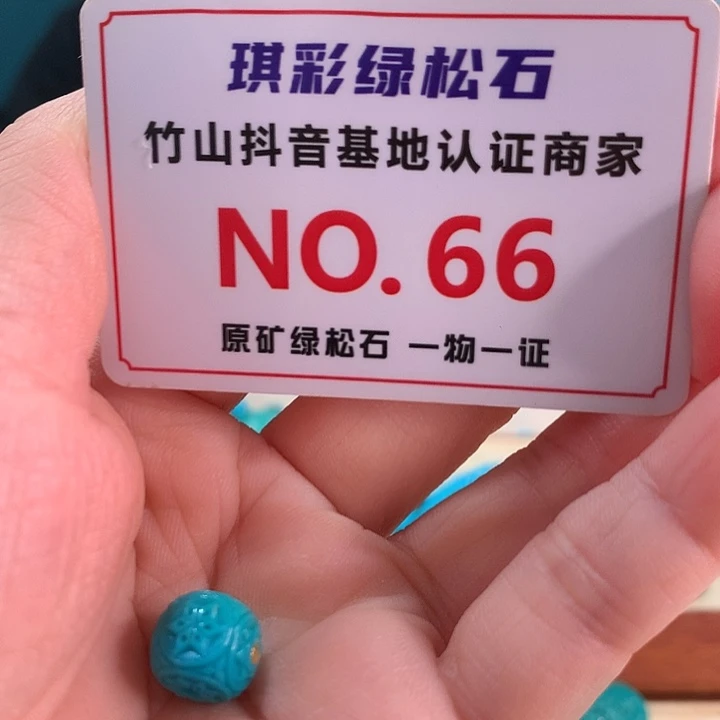 琪彩绿松石
竹山抖音基地认证商家
NO. 66
原矿绿松石 一物一证